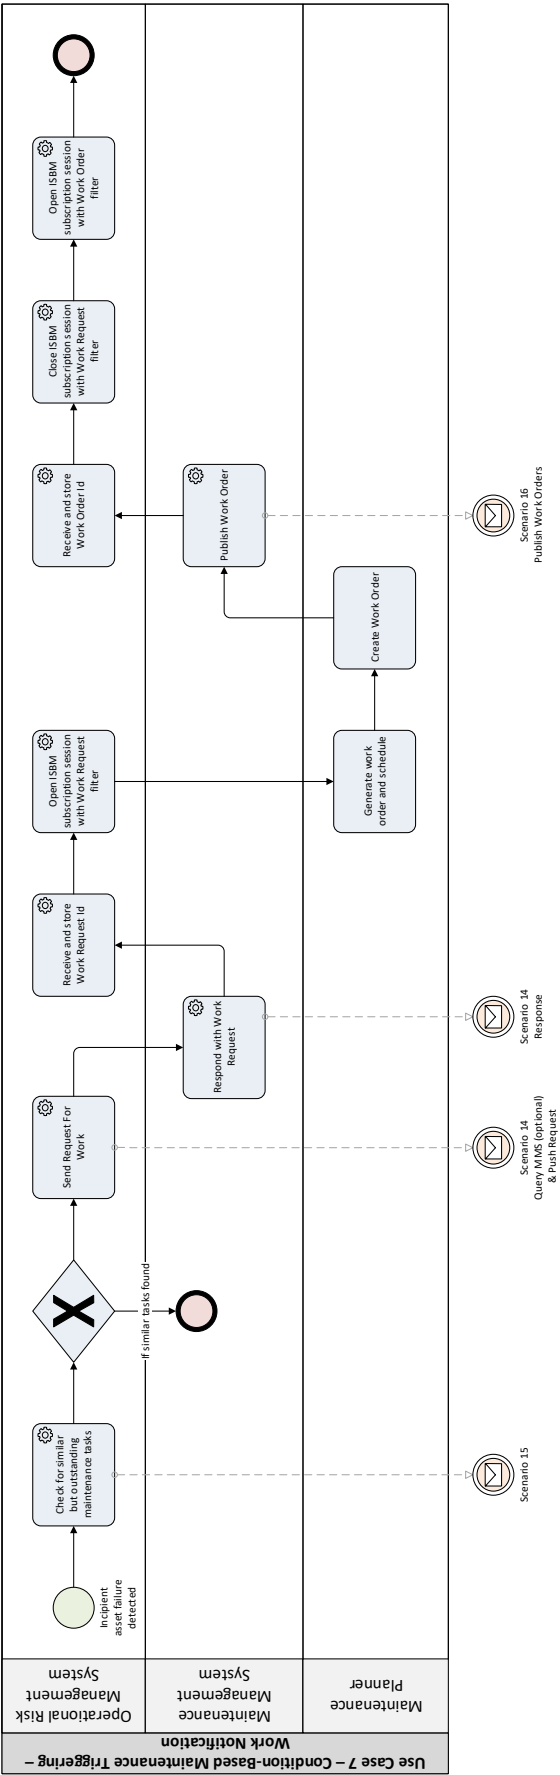 Use Case 7 – Condition-Based Maintenance Triggering –
Work Notification
Operational Risk
Management
System
Maintenance
Management
System
Maintenance
Planner
Incipient
asset failure
detected
Check for similar
but outstanding
maintenance tasks
If similar tasks found
Send Request For
Work
Respond with Work
Request
Receive and store
Work Request Id
Open ISBM
subscription session
with Work Request
filter
Generate work
order and schedule
Create Work Order
Publish Work Order
Receive and store
Work Order Id
Close ISBM
subscription session
with Work Request
filter
Open ISBM
subscription session
with Work Order
filter
Scenario 15
Scenario 14
Query MMS (optional)
& Push Request
Scenario 14
Response
Scenario 16
Publish Work Orders